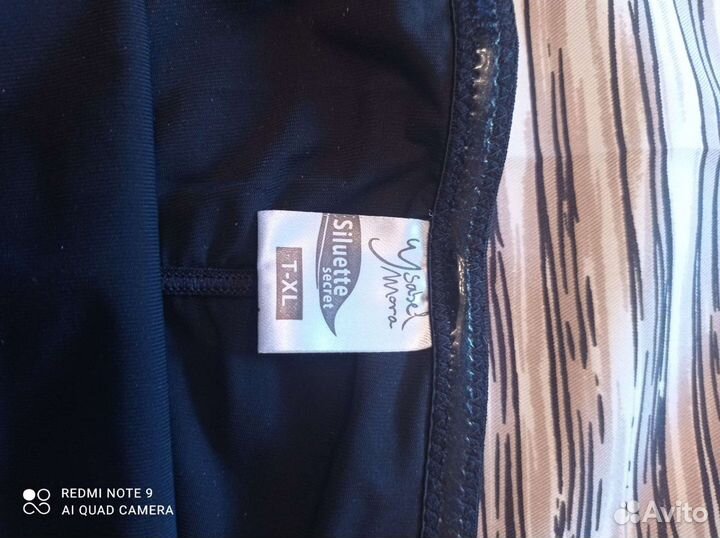 Ysabel
Mora
Siluette
secret
T-XL
REDMI NOTE 9
AI QUAD CAMERA
Avito